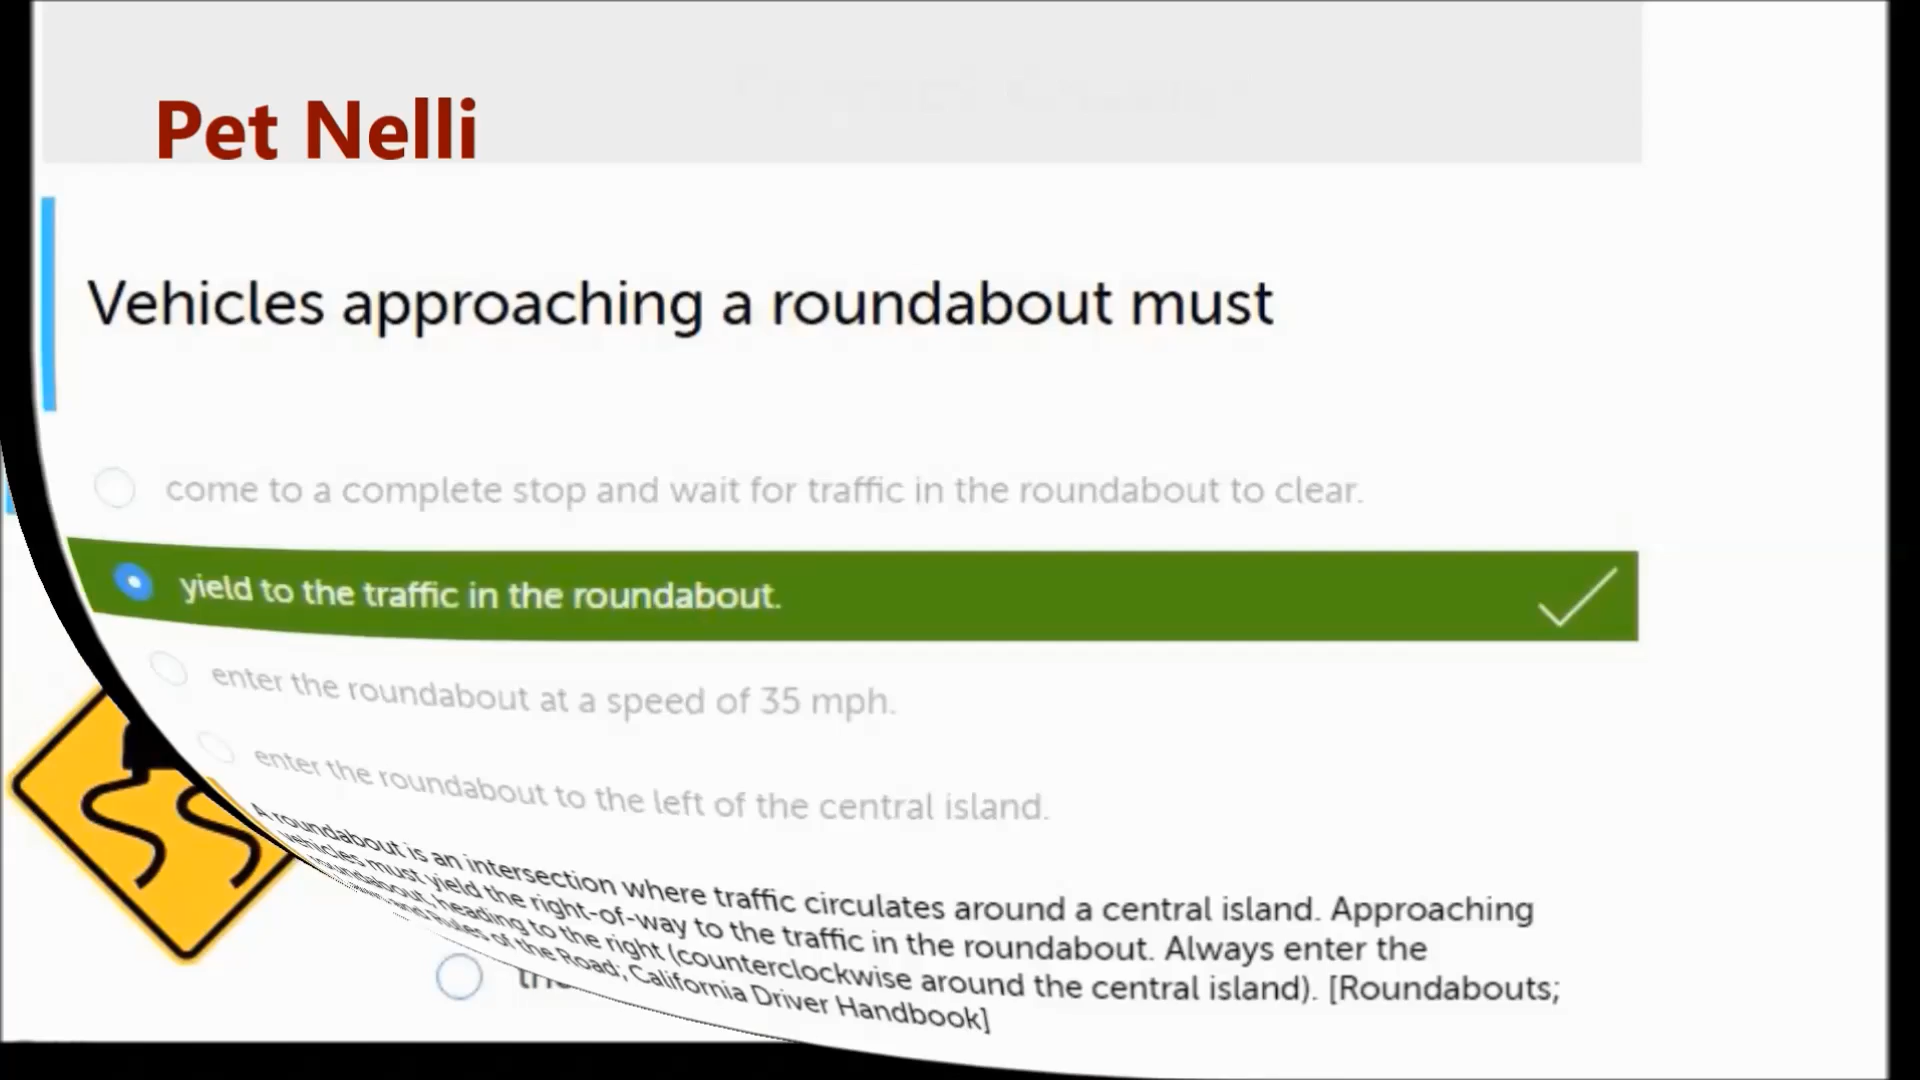 Pet Nelli
Vehicles approaching a roundabout must
come to a complete stop and wait for traffic in the roundabout to clear.
yield to the traffic in the roundabout.
enter the roundabout at a speed of 35 mph.
enter the roundabout to the left of the central island.
A roundabout is an intersection where traffic circulates around a central island. Approaching
vehicles must yield the right-of-way to the traffic in the roundabout. Always enter the
roundabout, heading to the right (counterclockwise around the central island). [Roundabouts;
and Rules of the Road; California Driver Handbook]